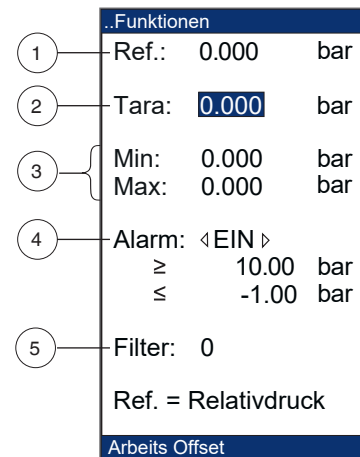 ..Funktionen
1 Ref.: 0.000 bar
2 Tara: 0.000 bar
3
Min: 0.000 bar
Max: 0.000 bar
4 Alarm: ◃EIN▹
≥ 10.00 bar
≤ -1.00 bar
5 Filter: 0
Ref. = Relativdruck
Arbeits Offset